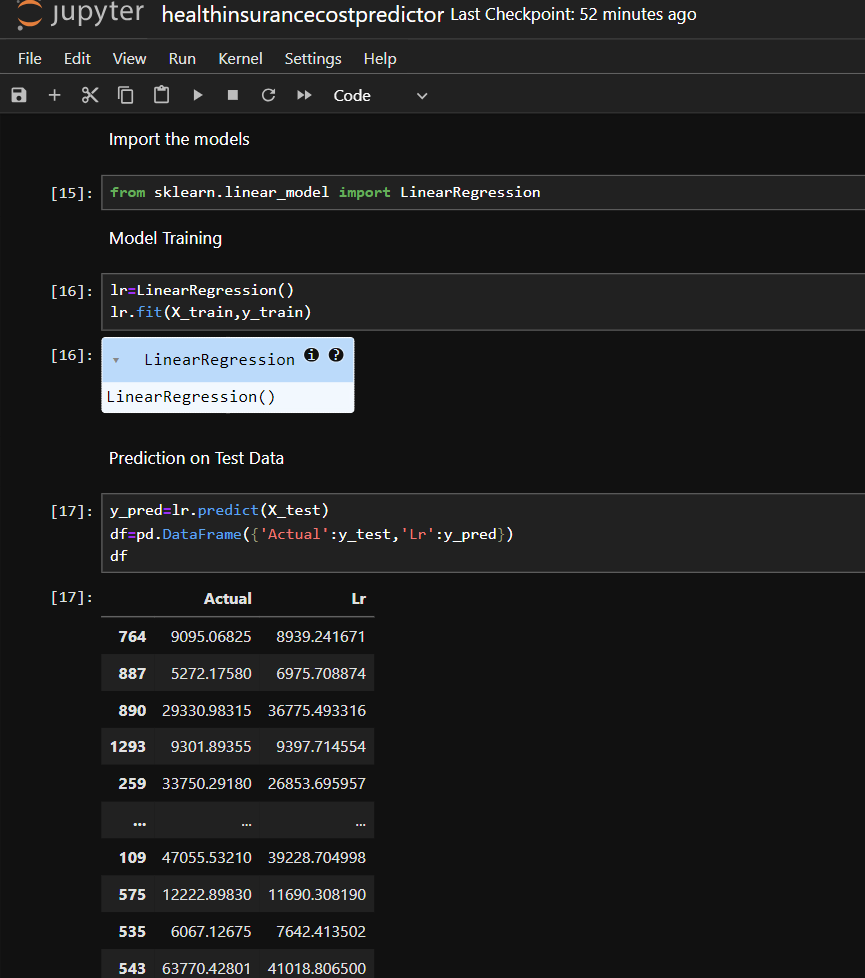 jupyter healthinsurancecostpredictor Last Checkpoint: 52 minutes ago
File Edit View Run Kernel Settings Help
Code
Import the models
[15]: from sklearn.linear_model import LinearRegression
Model Training
[16]: lr=LinearRegression()
lr.fit(X_train,y_train)
[16]: ▾ LinearRegression i ?
LinearRegression()
Prediction on Test Data
[17]: y_pred=lr.predict(X_test)
df=pd.DataFrame({'Actual':y_test,'Lr':y_pred})
df
[17]: Actual Lr
764 9095.06825 8939.241671
887 5272.17580 6975.708874
890 29330.98315 36775.493316
1293 9301.89355 9397.714554
259 33750.29180 26853.695957
... ... ...
109 47055.53210 39228.704998
575 12222.89830 11690.308190
535 6067.12675 7642.413502
543 63770.42801 41018.806500